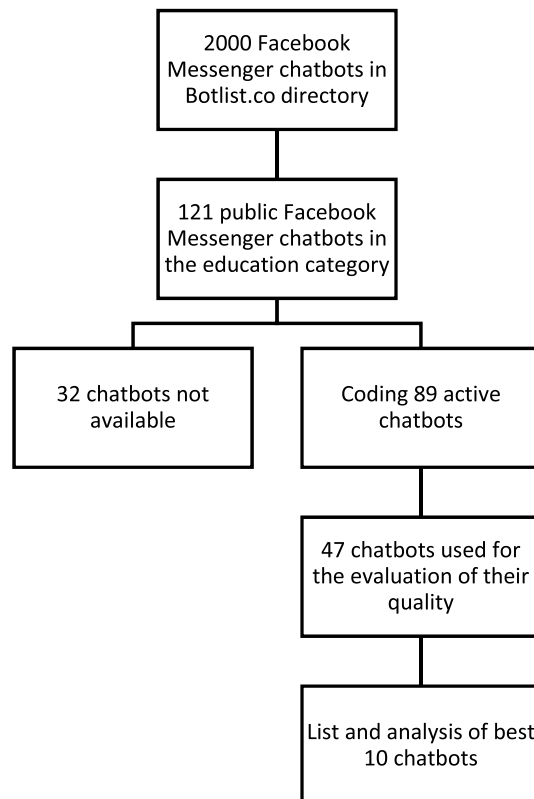 2000 Facebook
Messenger chatbots in
Botlist.co directory
121 public Facebook
Messenger chatbots in
the education category
32 chatbots not
available
Coding 89 active
chatbots
47 chatbots used for
the evaluation of their
quality
List and analysis of best
10 chatbots